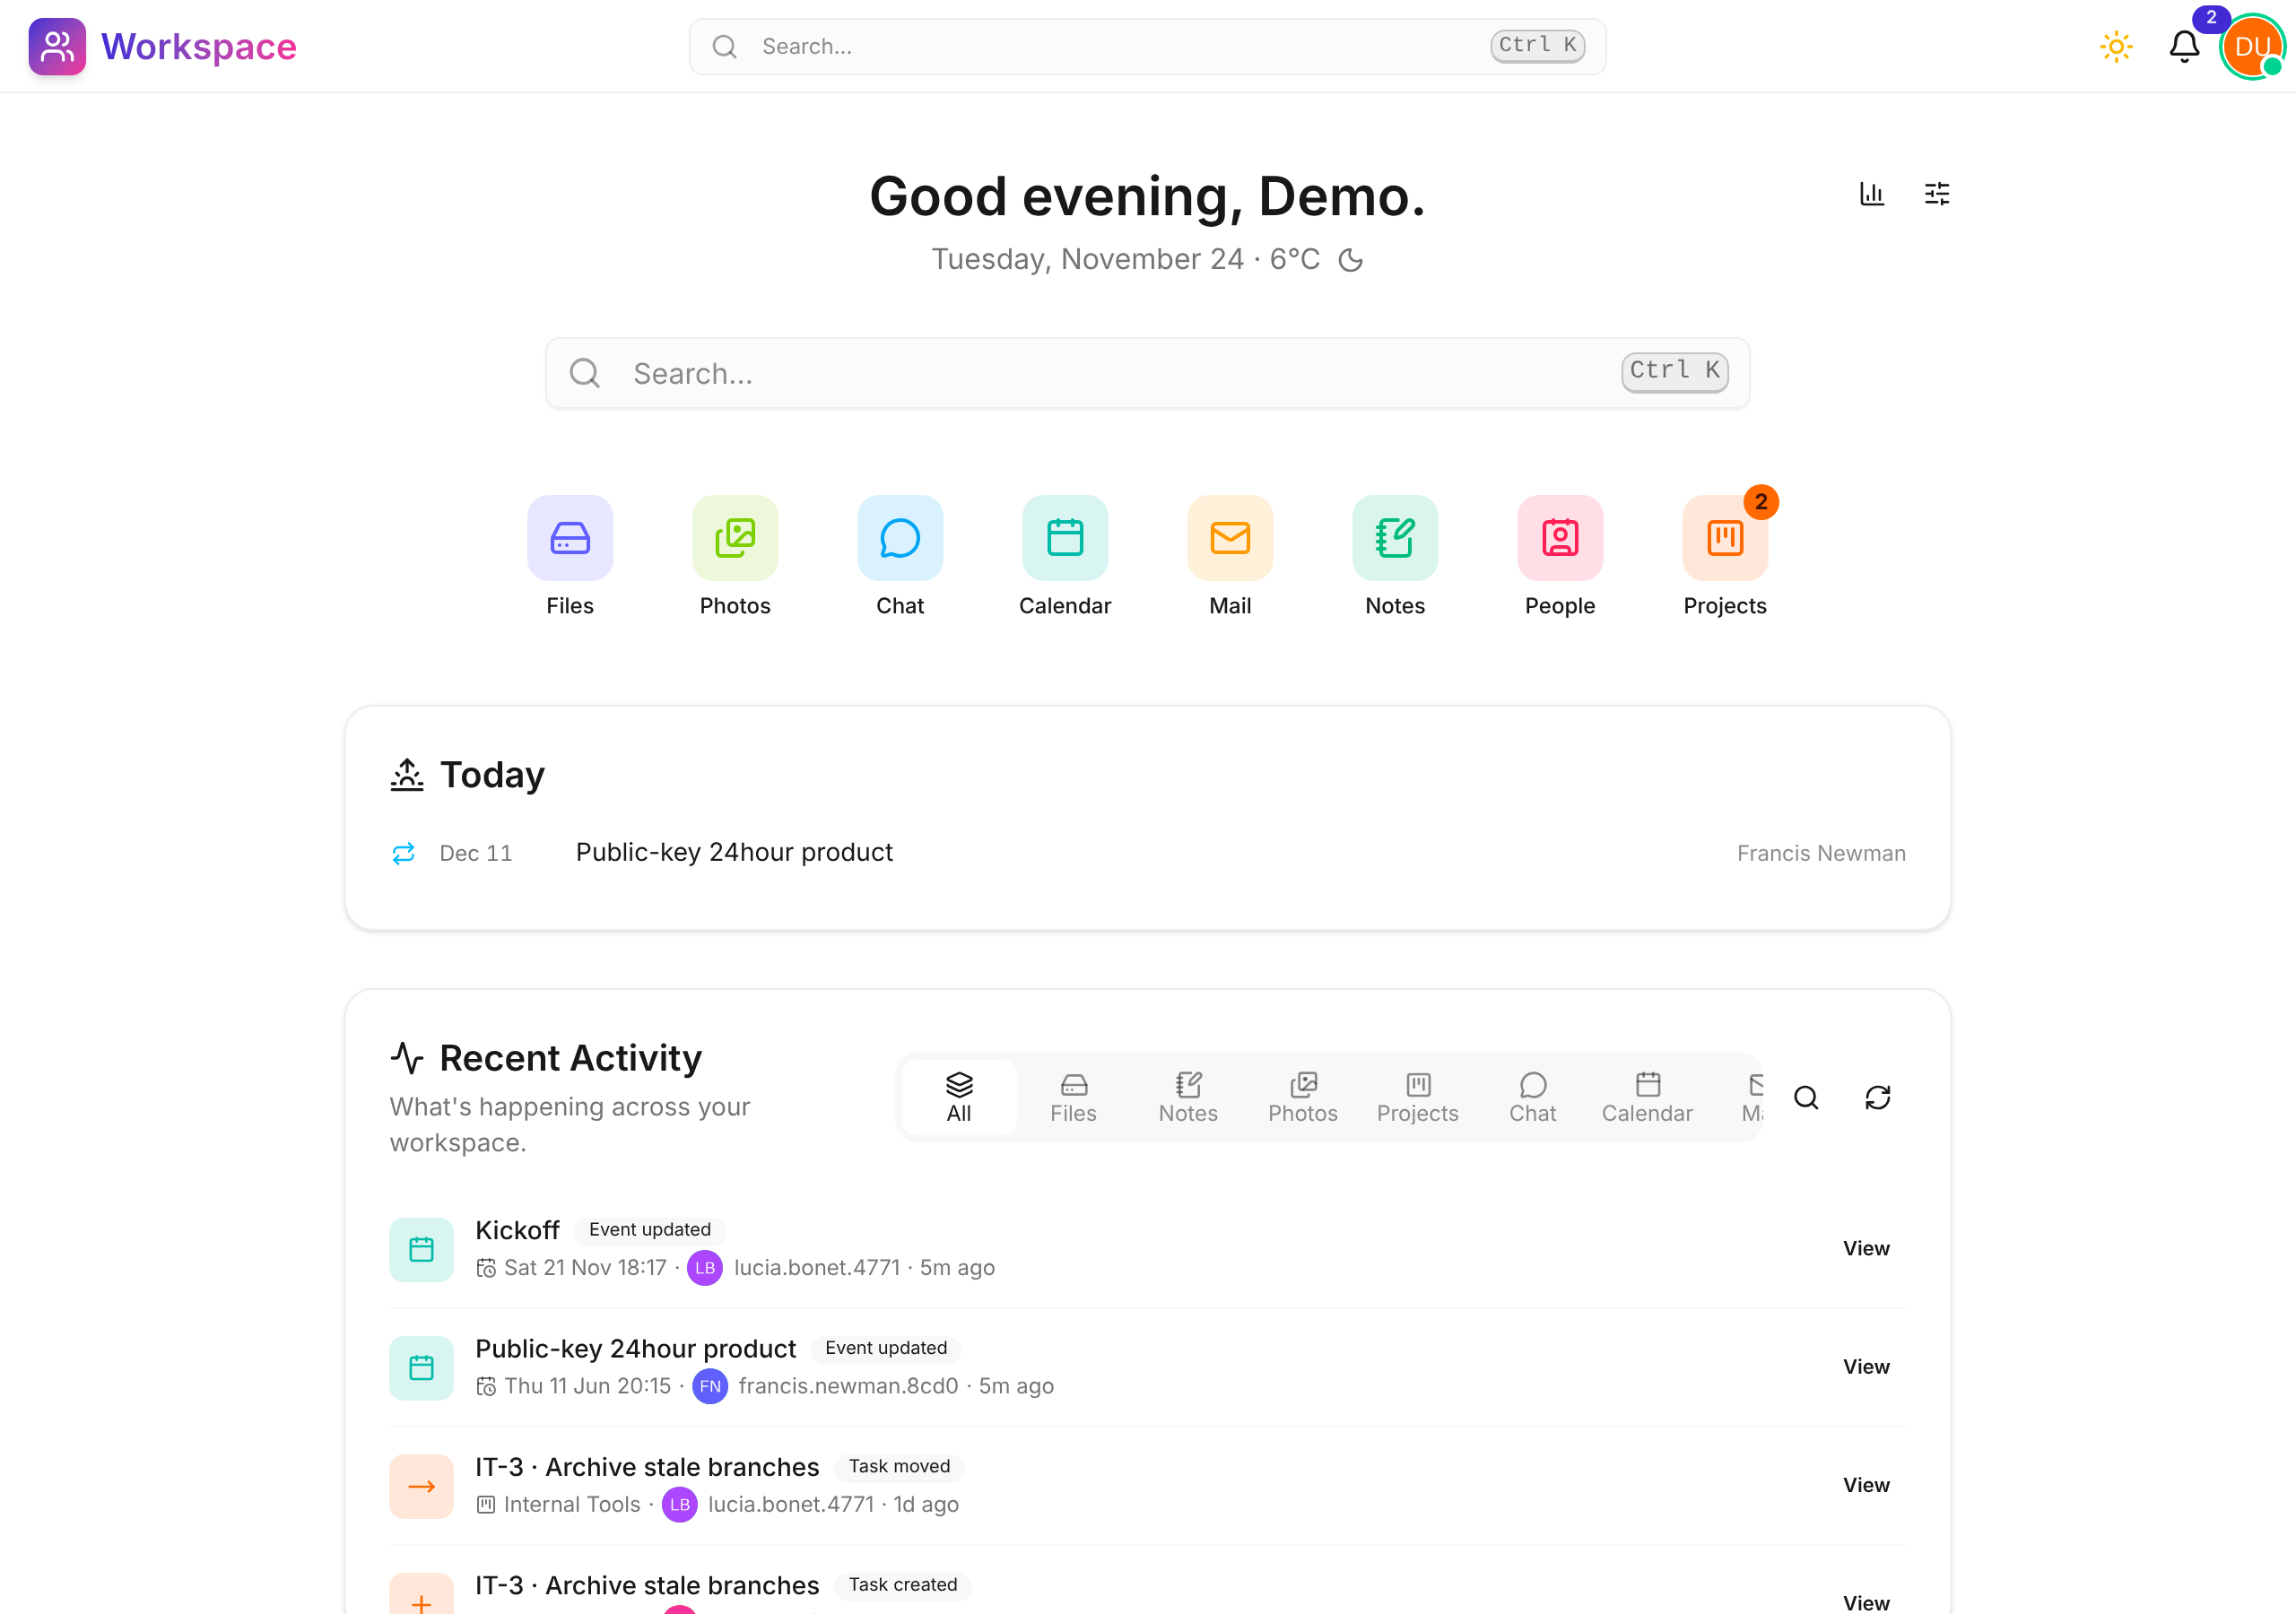 Workspace
Search...
Ctrl K
2
DU
Good evening, Demo.
Tuesday, November 24 · 6°C
Search...
Ctrl K
2
Files
Photos
Chat
Calendar
Mail
Notes
People
Projects
Today
Dec 11
Public-key 24hour product
Francis Newman
Recent Activity
What's happening across your
workspace.
All
Files
Notes
Photos
Projects
Chat
Calendar
Kickoff Event updated
Sat 21 Nov 18:17 · LB lucia.bonet.4771 · 5m ago
View
Public-key 24hour product Event updated
Thu 11 Jun 20:15 · FN francis.newman.8cd0 · 5m ago
View
IT-3 · Archive stale branches Task moved
Internal Tools · LB lucia.bonet.4771 · 1d ago
View
IT-3 · Archive stale branches Task created
View